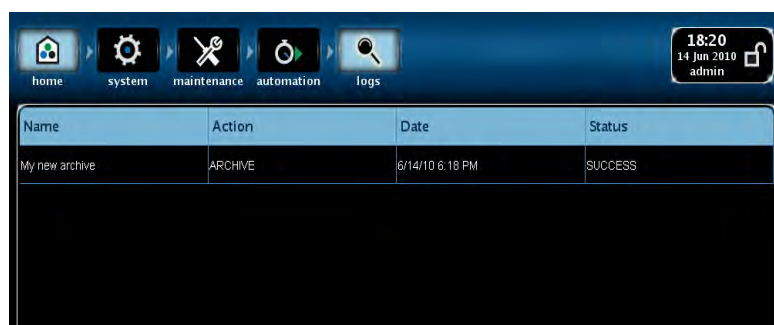 home system maintenance automation logs
18:20
14 Jun 2010
admin
Name Action Date Status
My new archive ARCHIVE 6/14/10 6:18 PM SUCCESS